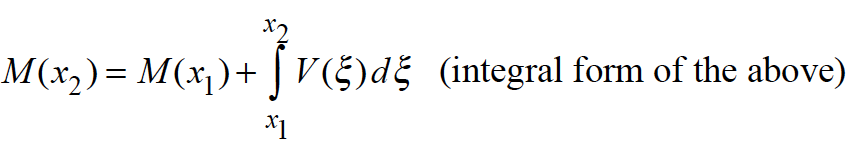 M(x₂) = M(x₁) + ∫_{x₁}^{x₂} V(ξ)dξ (integral form of the above)